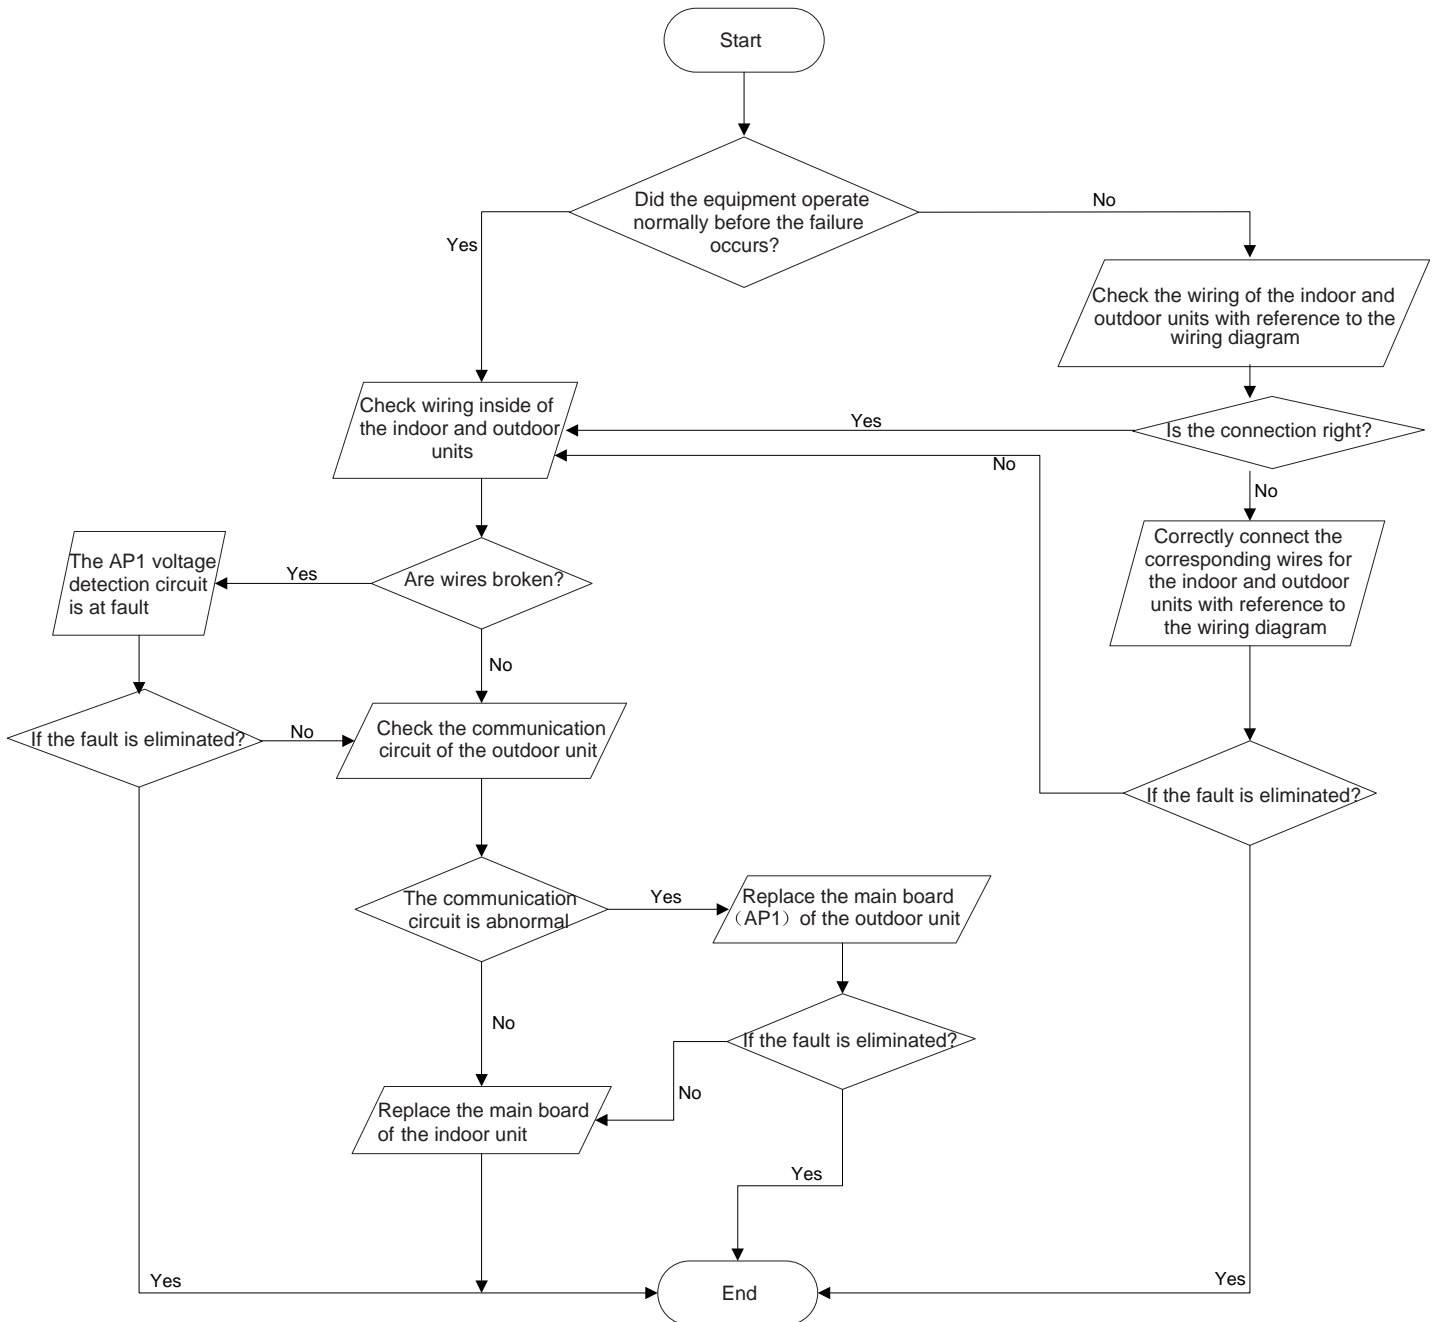 Start
Did the equipment operate
normally before the failure
occurs?
No
Yes
Check the wiring of the indoor and
outdoor units with reference to the
wiring diagram
Check wiring inside of
the indoor and outdoor
units
Yes
Is the connection right?
No
No
Correctly connect the
corresponding wires for
the indoor and outdoor
units with reference to
the wiring diagram
The AP1 voltage
detection circuit
is at fault
Yes
Are wires broken?
No
If the fault is eliminated?
No
Check the communication
circuit of the outdoor unit
If the fault is eliminated?
The communication
circuit is abnormal
Yes
Replace the main board
（AP1）of the outdoor unit
No
If the fault is eliminated?
No
Replace the main board
of the indoor unit
Yes
Yes
End
Yes